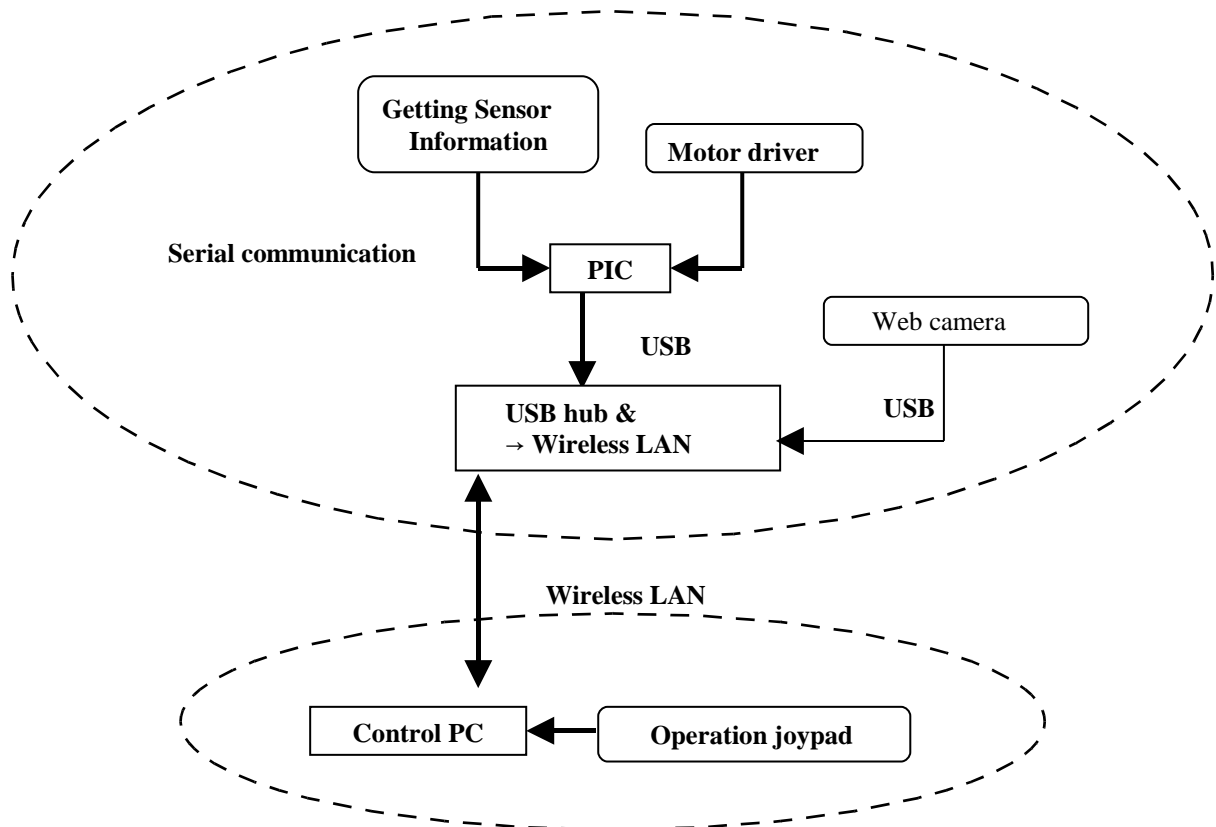 Getting Sensor
Information
Motor driver
Serial communication
PIC
Web camera
USB
USB
USB hub &
→ Wireless LAN
Wireless LAN
Control PC
Operation joypad